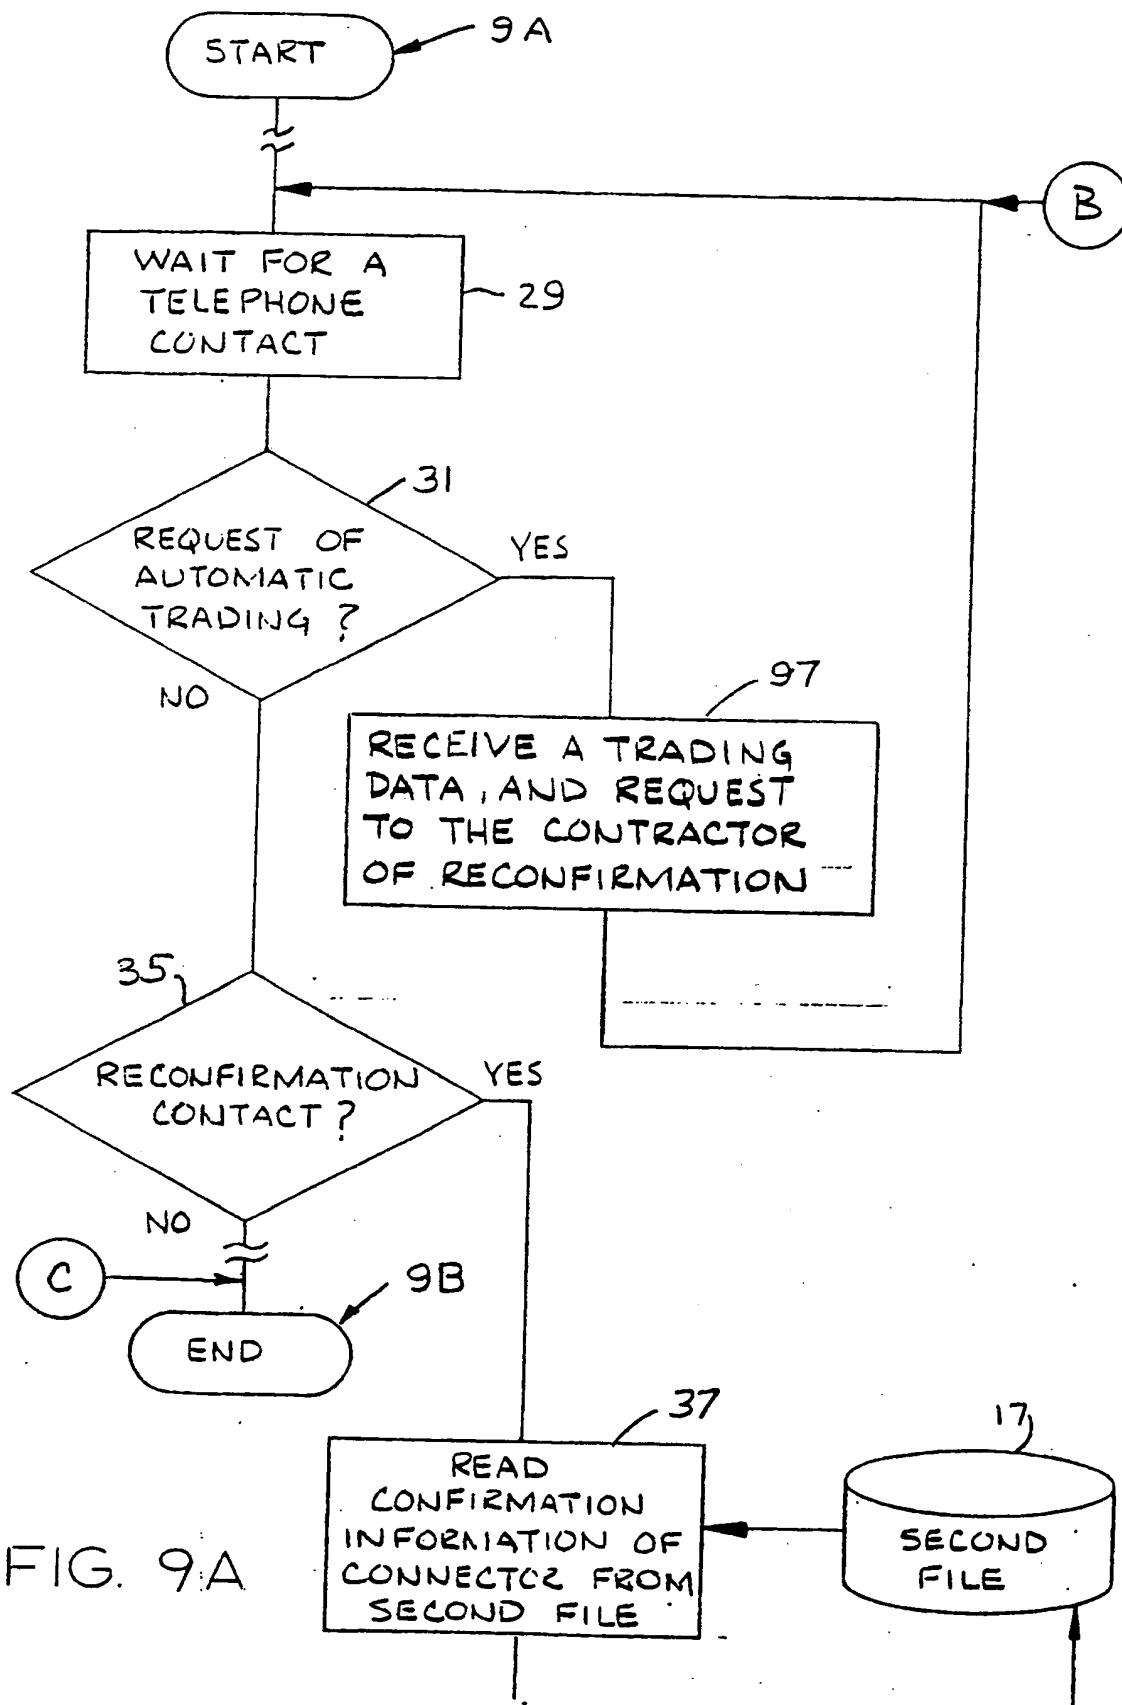 START
9A
B
WAIT FOR A
TELEPHONE
CONTACT
29
31
REQUEST OF
AUTOMATIC
TRADING ?
YES
NO
97
RECEIVE A TRADING
DATA, AND REQUEST
TO THE CONTRACTOR
OF RECONFIRMATION
35
RECONFIRMATION
CONTACT ?
YES
NO
C
9B
END
37
READ
CONFIRMATION
INFORMATION OF
CONNECTOR FROM
SECOND FILE
17
SECOND
FILE
FIG. 9A